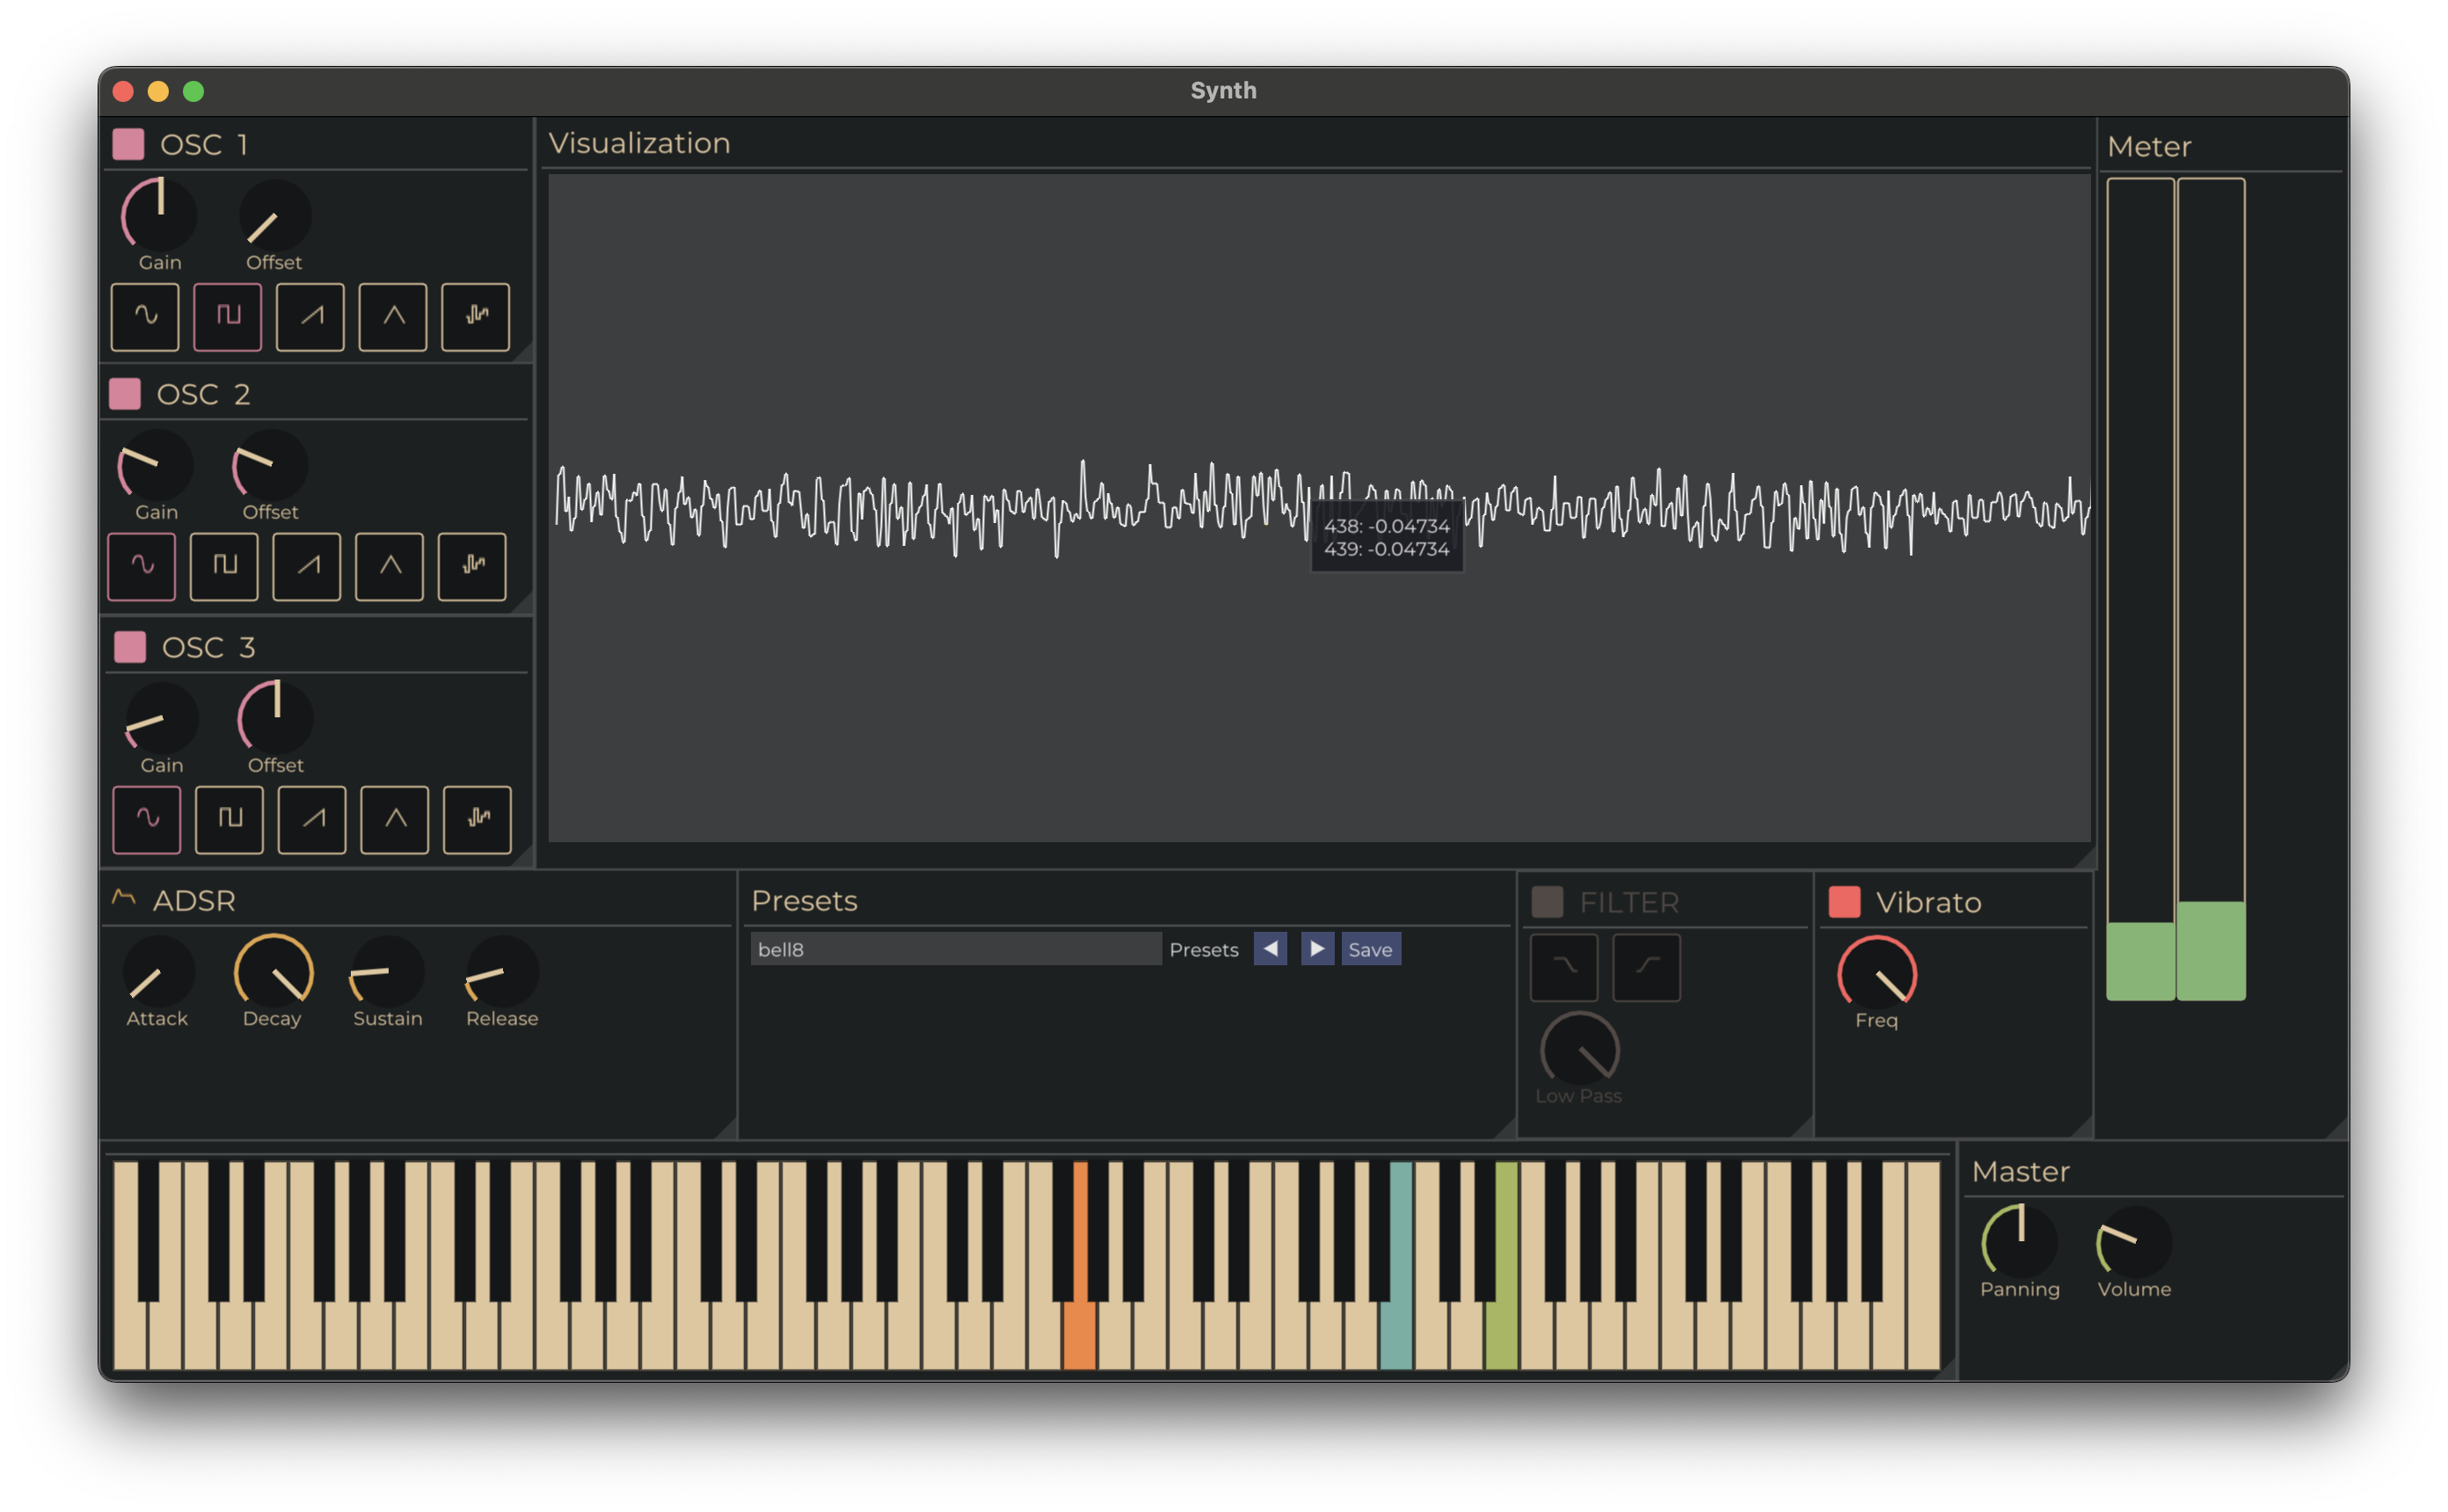 Synth
OSC 1
Gain Offset
OSC 2
Gain Offset
OSC 3
Gain Offset
Visualization
438: -0.04734
439: -0.04734
Meter
ADSR
Attack Decay Sustain Release
Presets
bell8 Presets Save
FILTER
Low Pass
Vibrato
Freq
Master
Panning Volume